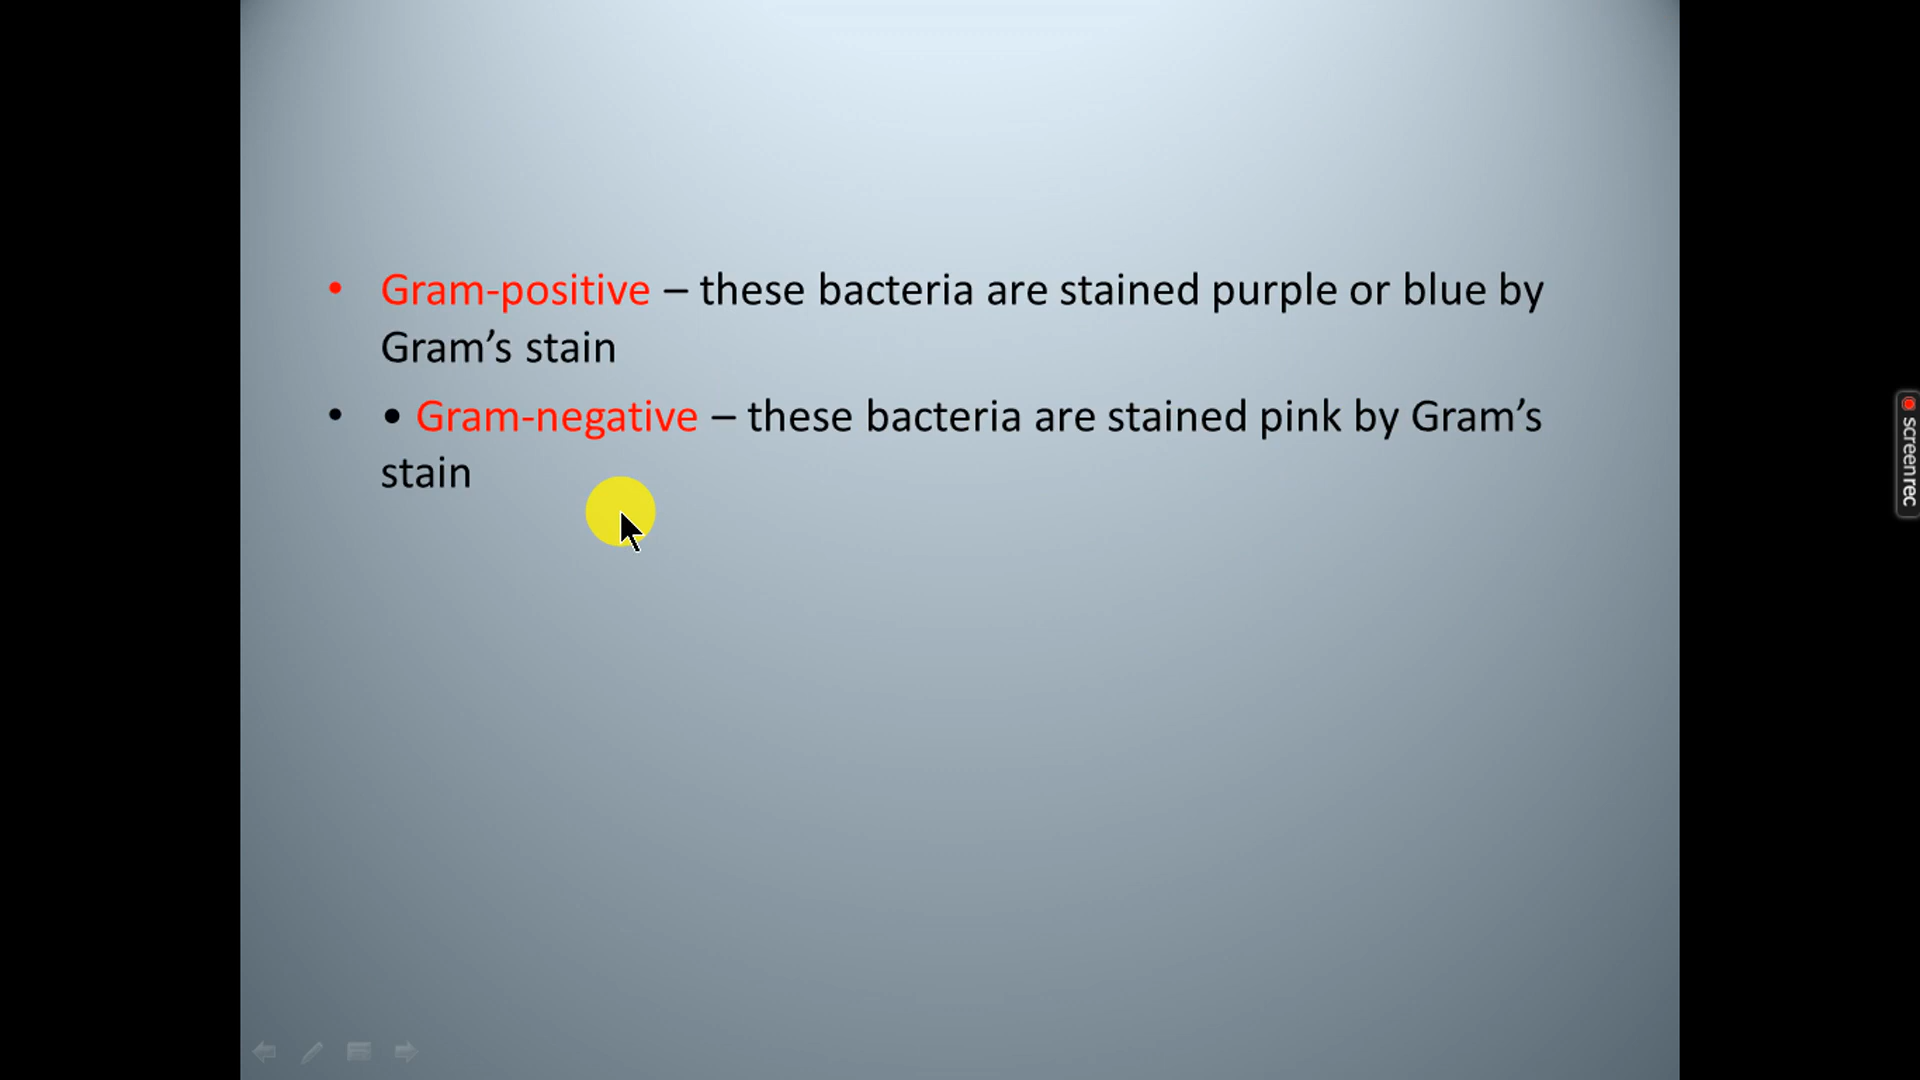 • Gram-positive – these bacteria are stained purple or blue by
Gram’s stain
• • Gram-negative – these bacteria are stained pink by Gram’s
stain
screenrec